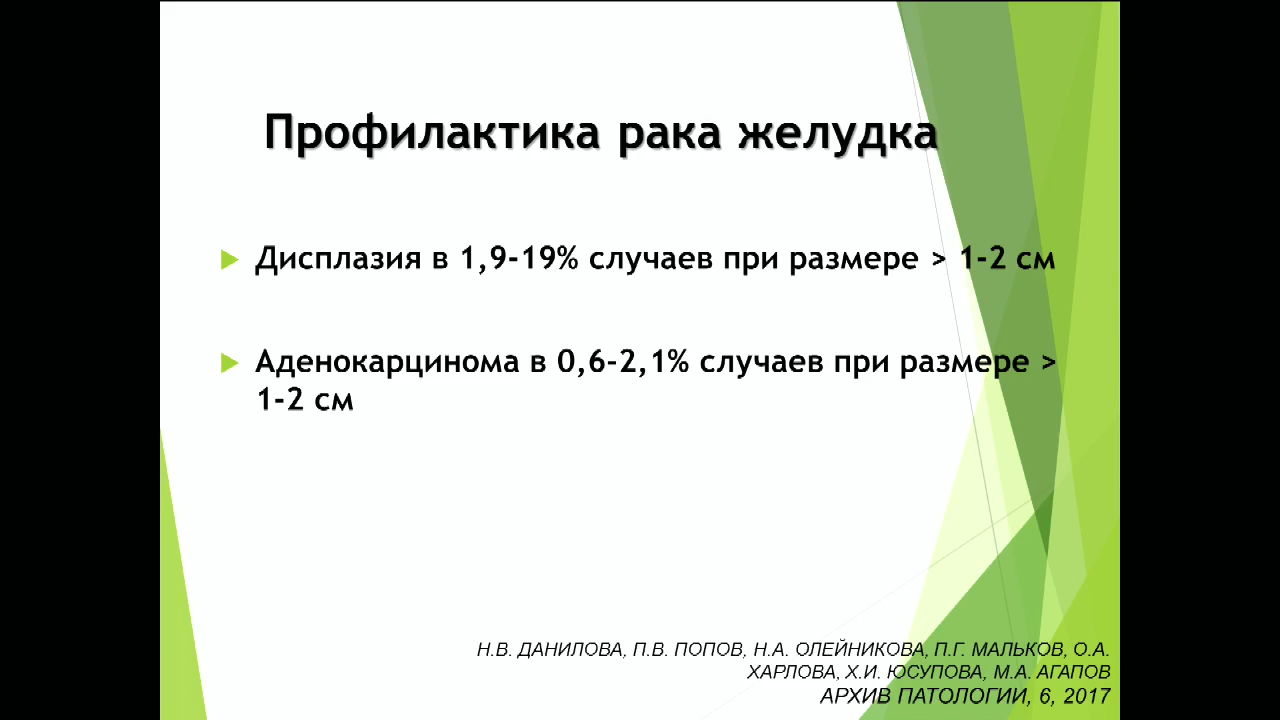 Профилактика рака желудка
Дисплазия в 1,9-19% случаев при размере > 1-2 см
Аденокарцинома в 0,6-2,1% случаев при размере >
1-2 см
Н.В. ДАНИЛОВА, П.В. ПОПОВ, Н.А. ОЛЕЙНИКОВА, П.Г. МАЛЬКОВ, О.А.
ХАРЛОВА, Х.И. ЮСУПОВА, М.А. АГАПОВ
АРХИВ ПАТОЛОГИИ, 6, 2017